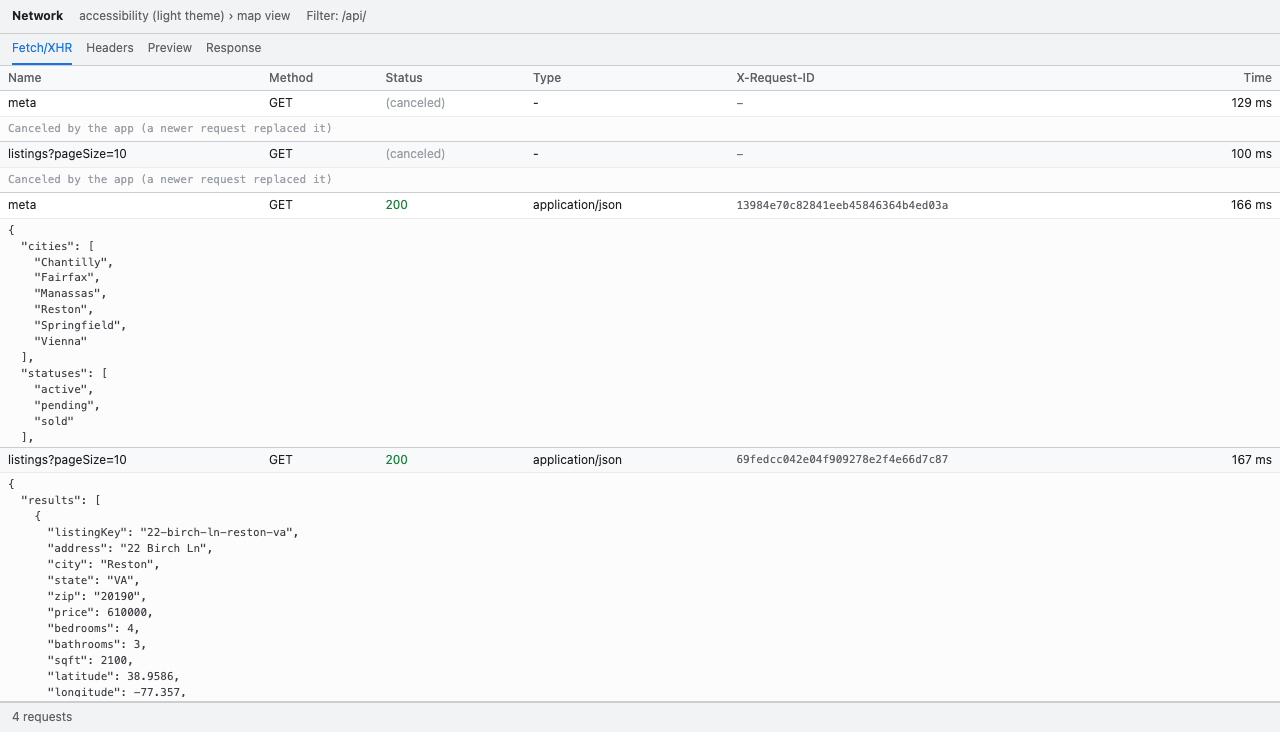 Network accessibility (light theme) › map view Filter: /api/
Fetch/XHR Headers Preview Response
Name Method Status Type X-Request-ID Time
meta GET (canceled) - – 129 ms
Canceled by the app (a newer request replaced it)
listings?pageSize=10 GET (canceled) - – 100 ms
Canceled by the app (a newer request replaced it)
meta GET 200 application/json 13984e70c82841eeb45846364b4ed03a 166 ms
{
"cities": [
"Chantilly",
"Fairfax",
"Manassas",
"Reston",
"Springfield",
"Vienna"
],
"statuses": [
"active",
"pending",
"sold"
],
listings?pageSize=10 GET 200 application/json 69fedcc042e04f909278e2f4e66d7c87 167 ms
{
"results": [
{
"listingKey": "22-birch-ln-reston-va",
"address": "22 Birch Ln",
"city": "Reston",
"state": "VA",
"zip": "20190",
"price": 610000,
"bedrooms": 4,
"bathrooms": 3,
"sqft": 2100,
"latitude": 38.9586,
"longitude": -77.357,
4 requests